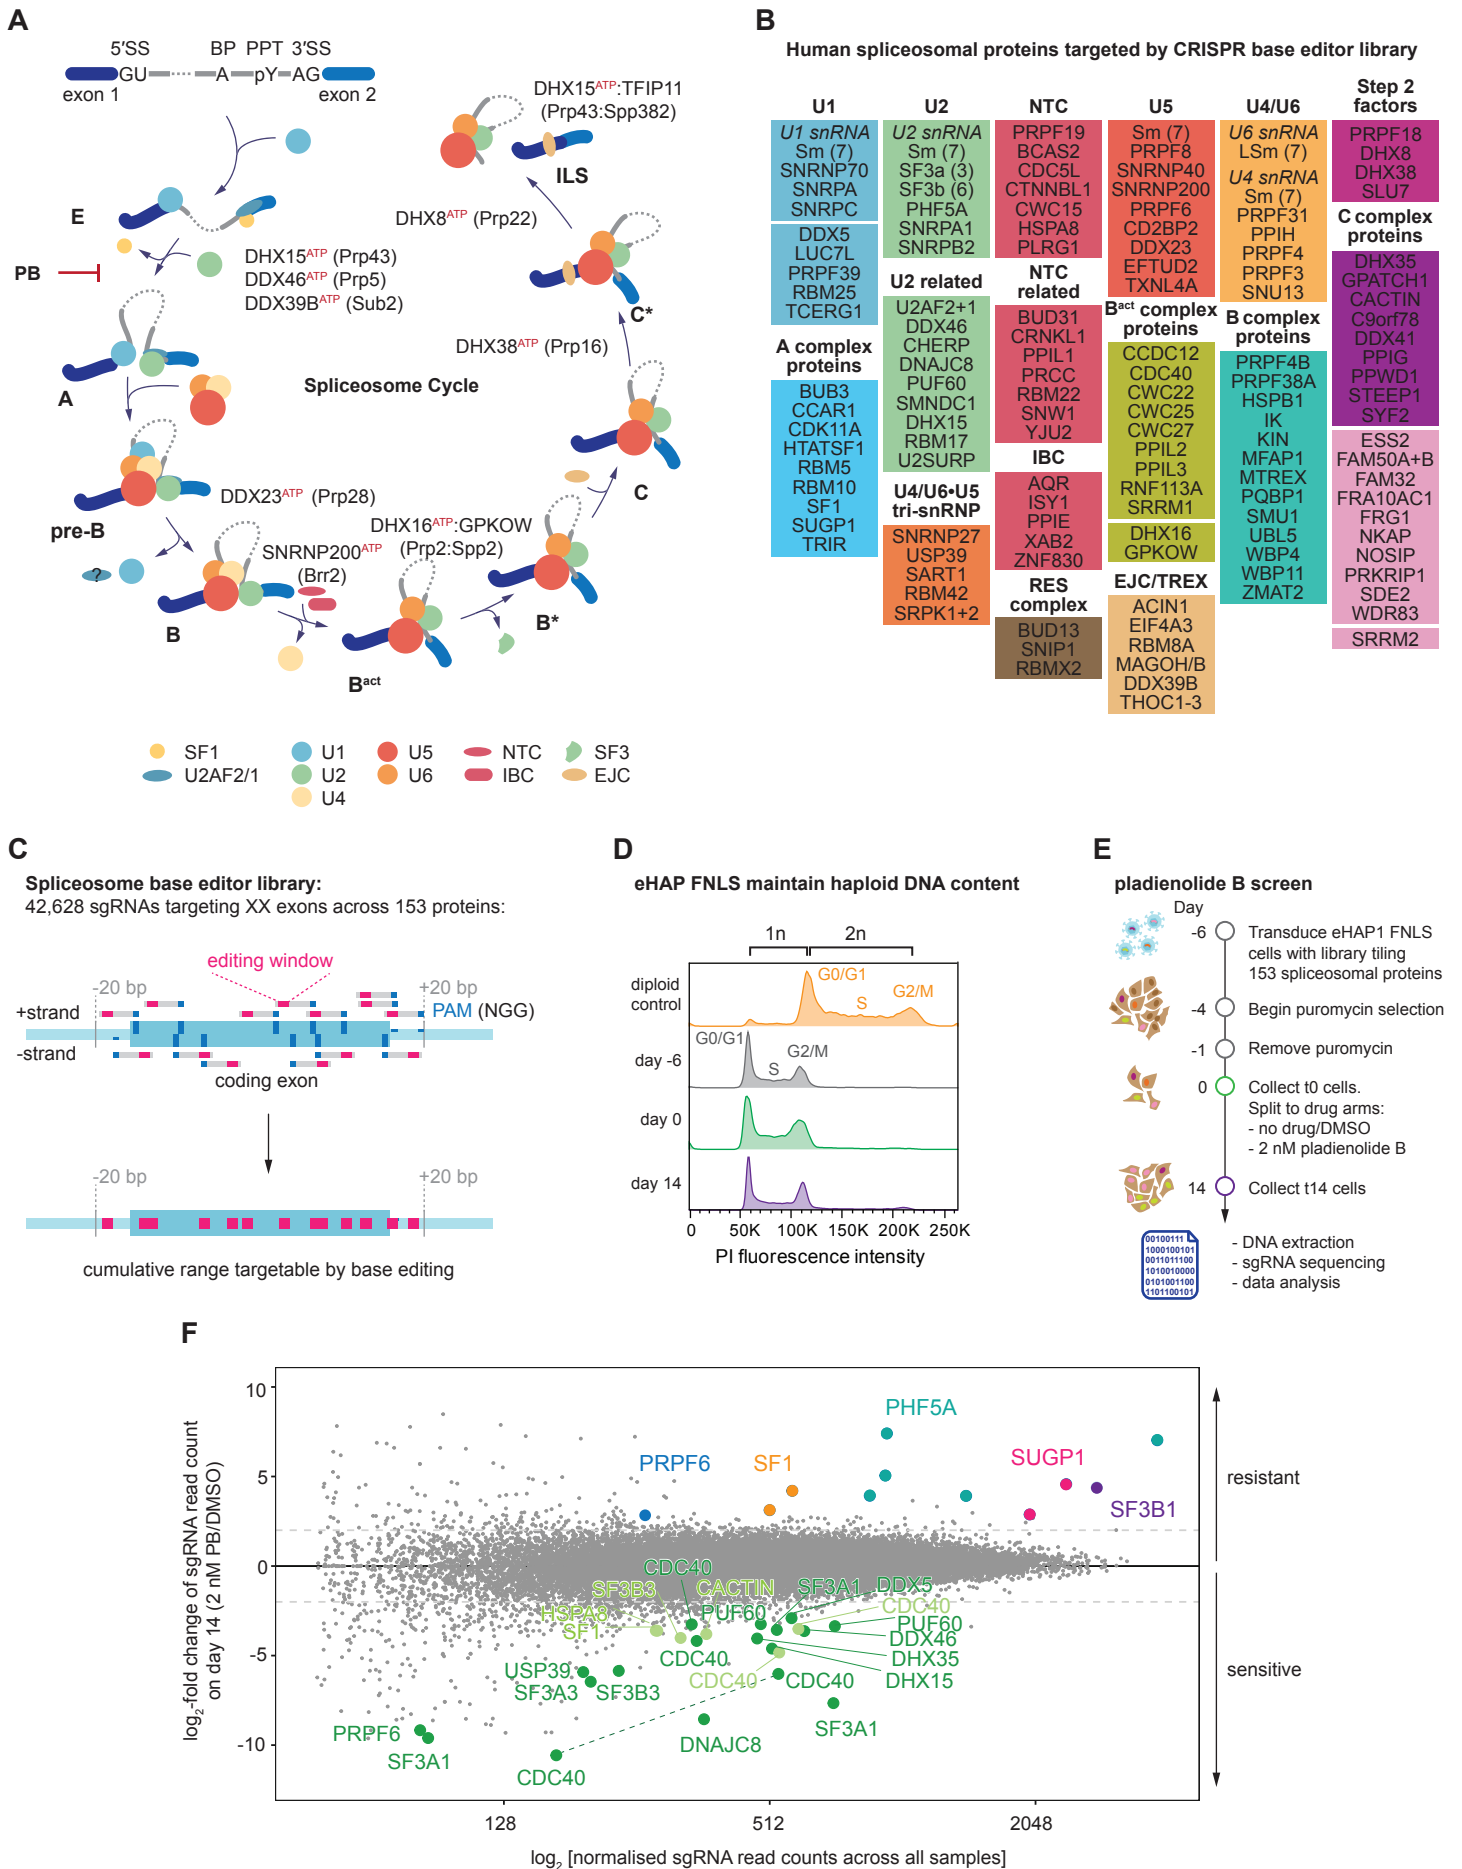 A
5′SS BP PPT 3′SS
GU A pY AG
exon 1 exon 2
E
PB
DHX15ATP (Prp43)
DDX46ATP (Prp5)
DDX39BATP (Sub2)
A
pre-B
DDX23ATP (Prp28)
?
B
SNRNP200ATP
(Brr2)
Bact
DHX16ATP:GPKOW
(Prp2:Spp2)
B*
C
DHX38ATP (Prp16)
C*
DHX8ATP (Prp22)
ILS
DHX15ATP:TFIP11
(Prp43:Spp382)
Spliceosome Cycle
SF1 U1 U5 NTC SF3
U2AF2/1 U2 U6 IBC EJC
U4
B
Human spliceosomal proteins targeted by CRISPR base editor library
U1
U1 snRNA
Sm (7)
SNRNP70
SNRPA
SNRPC
DDX5
LUC7L
PRPF39
RBM25
TCERG1
A complex
proteins
BUB3
CCAR1
CDK11A
HTATSF1
RBM5
RBM10
SF1
SUGP1
TRIR
U2
U2 snRNA
Sm (7)
SF3a (3)
SF3b (6)
PHF5A
SNRPA1
SNRPB2
U2 related
U2AF2+1
DDX46
CHERP
DNAJC8
PUF60
SMNDC1
DHX15
RBM17
U2SURP
U4/U6•U5
tri-snRNP
SNRNP27
USP39
SART1
RBM42
SRPK1+2
NTC
PRPF19
BCAS2
CDC5L
CTNNBL1
CWC15
HSPA8
PLRG1
NTC
related
BUD31
CRNKL1
PPIL1
PRCC
RBM22
SNW1
YJU2
IBC
AQR
ISY1
PPIE
XAB2
ZNF830
RES
complex
BUD13
SNIP1
RBMX2
U5
Sm (7)
PRPF8
SNRNP40
SNRNP200
PRPF6
CD2BP2
DDX23
EFTUD2
TXNL4A
Bact complex
proteins
CCDC12
CDC40
CWC22
CWC25
CWC27
PPIL2
PPIL3
RNF113A
SRRM1
DHX16
GPKOW
EJC/TREX
ACIN1
EIF4A3
RBM8A
MAGOH/B
DDX39B
THOC1-3
U4/U6
U6 snRNA
LSm (7)
U4 snRNA
Sm (7)
PRPF31
PPIH
PRPF4
PRPF3
SNU13
B complex
proteins
PRPF4B
PRPF38A
HSPB1
IK
KIN
MFAP1
MTREX
PQBP1
SMU1
UBL5
WBP4
WBP11
ZMAT2
Step 2
factors
PRPF18
DHX8
DHX38
SLU7
C complex
proteins
DHX35
GPATCH1
CACTIN
C9orf78
DDX41
PPIG
PPWD1
STEEP1
SYF2
ESS2
FAM50A+B
FAM32
FRA10AC1
FRG1
NKAP
NOSIP
PRKRIP1
SDE2
WDR83
SRRM2
C
Spliceosome base editor library:
42,628 sgRNAs targeting XX exons across 153 proteins:
editing window
-20 bp +20 bp
+strand PAM (NGG)
-strand
coding exon
-20 bp +20 bp
cumulative range targetable by base editing
D
eHAP FNLS maintain haploid DNA content
1n 2n
diploid
control
G0/G1
S
G2/M
day -6
G0/G1
S
G2/M
day 0
day 14
0 50K 100K 150K 200K 250K
PI fluorescence intensity
E
pladienolide B screen
Day
-6 Transduce eHAP1 FNLS
cells with library tiling
153 spliceosomal proteins
-4 Begin puromycin selection
-1 Remove puromycin
0 Collect t0 cells.
Split to drug arms:
- no drug/DMSO
- 2 nM pladienolide B
14 Collect t14 cells
00100111
1000100101
0011011100
1010010000
0101001100
1101100101
- DNA extraction
- sgRNA sequencing
- data analysis
F
log2-fold change of sgRNA read count
on day 14 (2 nM PB/DMSO)
10
5
0
-5
-10
PHF5A
PRPF6 SF1 SUGP1
SF3B1
resistant
sensitive
CDC40
SF3B3 CACTIN SF3A1 DDX5
HSPA8 PUF60 CDC40
SF1 PUF60
DDX46
CDC40 DHX35
USP39 CDC40 CDC40 DHX15
SF3A3 SF3B3
PRPF6 SF3A1
SF3A1 DNAJC8
CDC40
128 512 2048
log2 [normalised sgRNA read counts across all samples]